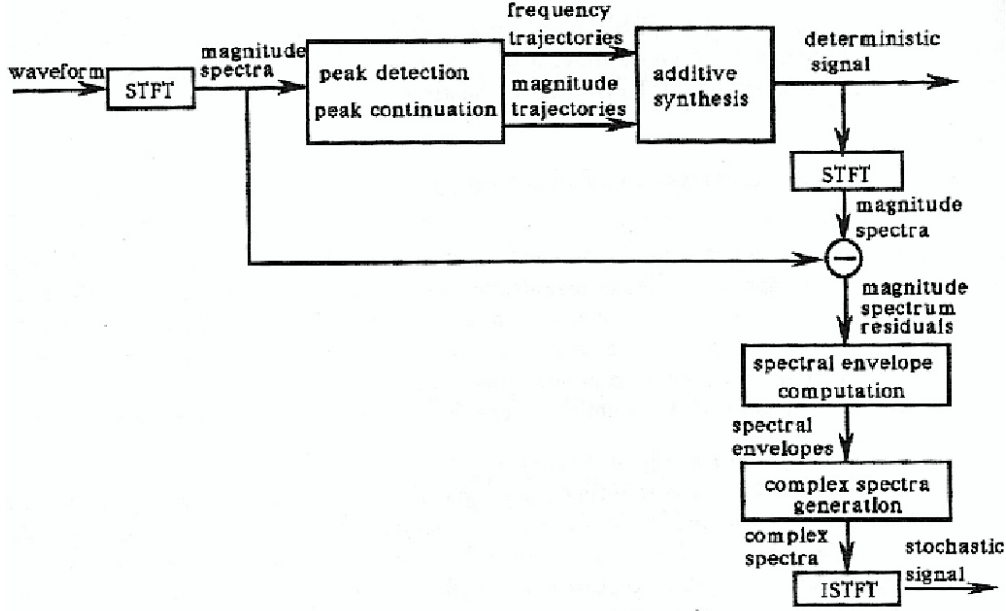 frequency
trajectories
waveform
STFT
magnitude
spectra
peak detection
peak continuation
magnitude
trajectories
additive
synthesis
deterministic
signal
STFT
magnitude
spectra
magnitude
spectrum
residuals
spectral envelope
computation
spectral
envelopes
complex spectra
generation
complex
spectra
ISTFT
stochastic
signal